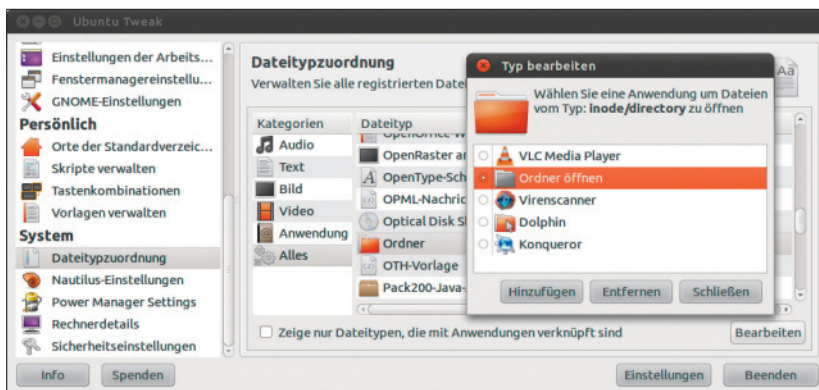 Ubuntu Tweak
Einstellungen der Arbeits...
Fenstermanagereinstellu...
GNOME-Einstellungen
Persönlich
Orte der Standardverzeic...
Skripte verwalten
Tastenkombinationen
Vorlagen verwalten
System
Dateitypzuordnung
Nautilus-Einstellungen
Power Manager Settings
Rechnerdetails
Sicherheitseinstellungen
Dateitypzuordnung
Verwalten Sie alle registrierten Date
Kategorien
Audio
Text
Bild
Video
Anwendung
Alles
Dateityp
OpenOffice-W
OpenRaster ar
OpenType-Sch
OPML-Nachric
Optical Disk S
Ordner
OTH-Vorlage
Pack200-Java-
Zeige nur Dateitypen, die mit Anwendungen verknüpft sind
Bearbeiten
Typ bearbeiten
Wählen Sie eine Anwendung um Dateien
vom Typ: inode/directory zu öffnen
VLC Media Player
Ordner öffnen
Virenscanner
Dolphin
Konqueror
Hinzufügen
Entfernen
Schließen
Aa
Info
Spenden
Einstellungen
Beenden